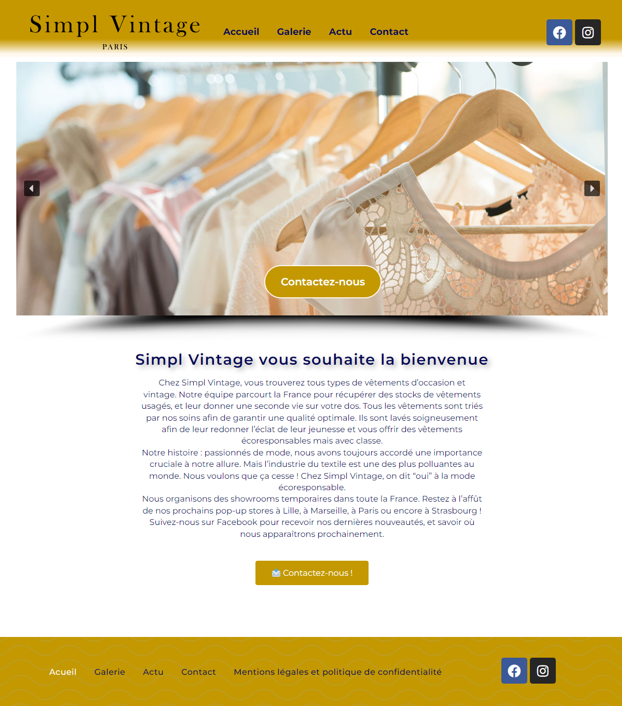 Simpl Vintage
PARIS
Accueil Galerie Actu Contact
Contactez-nous
Simpl Vintage vous souhaite la bienvenue
Chez Simpl Vintage, vous trouverez tous types de vêtements d’occasion et
vintage. Notre équipe parcourt la France pour récupérer des stocks de vêtements
usagés, et leur donner une seconde vie sur votre dos. Tous les vêtements sont triés
par nos soins afin de garantir une qualité optimale. Ils sont lavés soigneusement
afin de leur redonner l’éclat de leur jeunesse et vous offrir des vêtements
écoresponsables mais avec classe.
Notre histoire : passionnés de mode, nous avons toujours accordé une importance
cruciale à notre allure. Mais l’industrie du textile est une des plus polluantes au
monde. Nous voulons que ça cesse ! Chez Simpl Vintage, on dit “oui” à la mode
écoresponsable.
Nous organisons des showrooms temporaires dans toute la France. Restez à l’affût
de nos prochains pop-up stores à Lille, à Marseille, à Paris ou encore à Strasbourg !
Suivez-nous sur Facebook pour recevoir nos dernières nouveautés, et savoir où
nous apparaîtrons prochainement.
Contactez-nous !
Acueil Galerie Actu Contact Mentions légales et politique de confidentialité